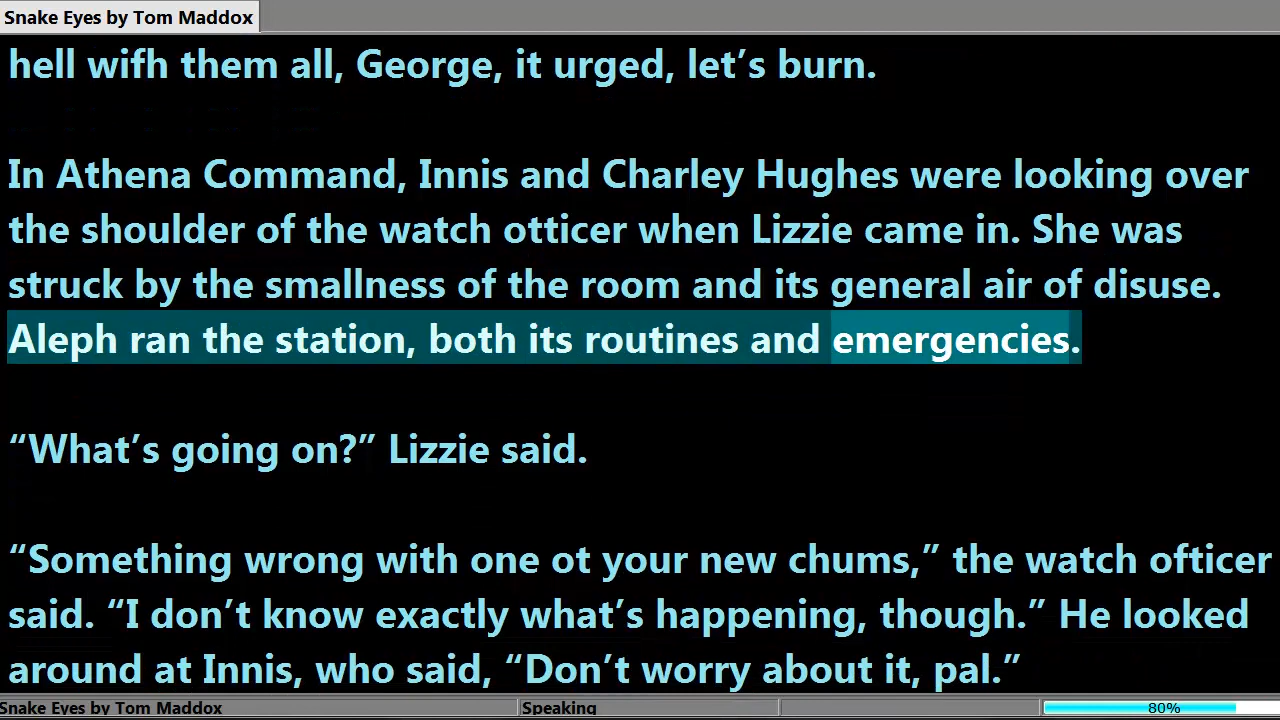 Snake Eyes by Tom Maddox
hell wifh them all, George, it urged, let’s burn.
In Athena Command, Innis and Charley Hughes were looking over
the shoulder of the watch otticer when Lizzie came in. She was
struck by the smallness of the room and its general air of disuse.
Aleph ran the station, both its routines and emergencies.
“What’s going on?” Lizzie said.
“Something wrong with one ot your new chums,” the watch ofticer
said. “I don’t know exactly what’s happening, though.” He looked
around at Innis, who said, “Don’t worry about it, pal.”
Snake Eyes by Tom Maddox Speaking 80%